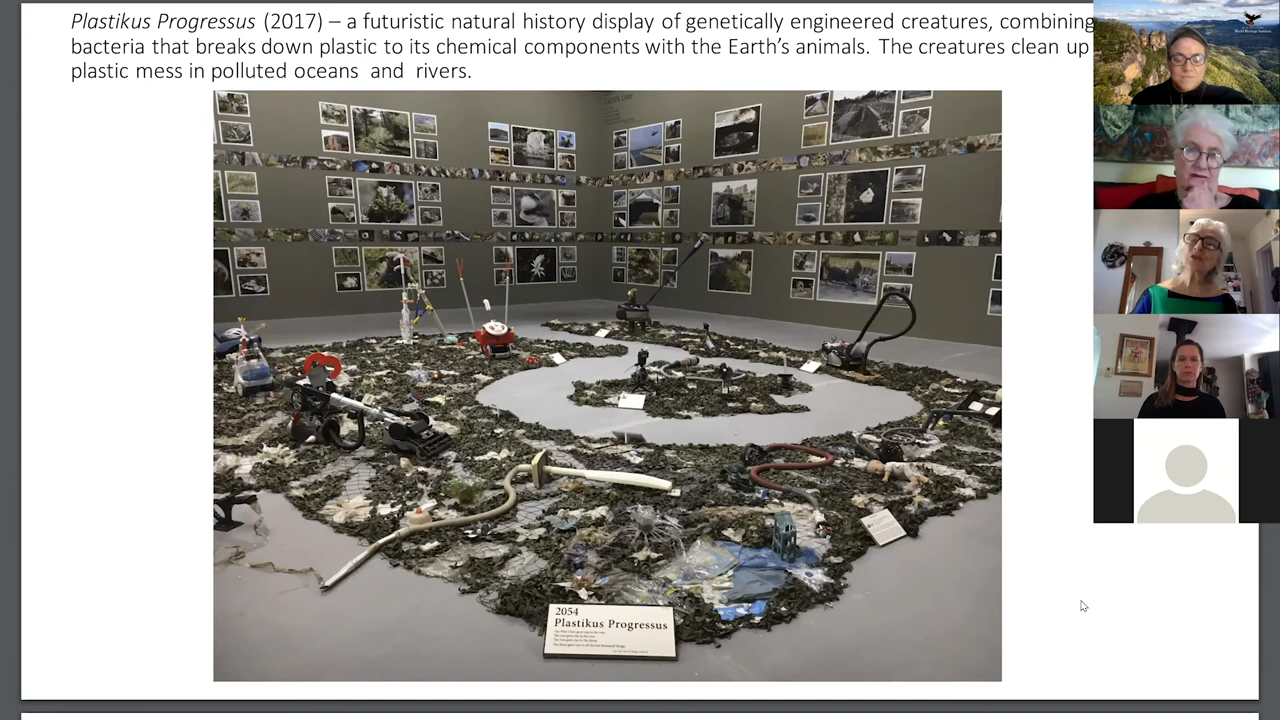 Plastikus Progressus (2017) – a futuristic natural history display of genetically engineered creatures, combining
bacteria that breaks down plastic to its chemical components with the Earth’s animals. The creatures clean up
plastic mess in polluted oceans and rivers.
2054
Plastikus Progressus